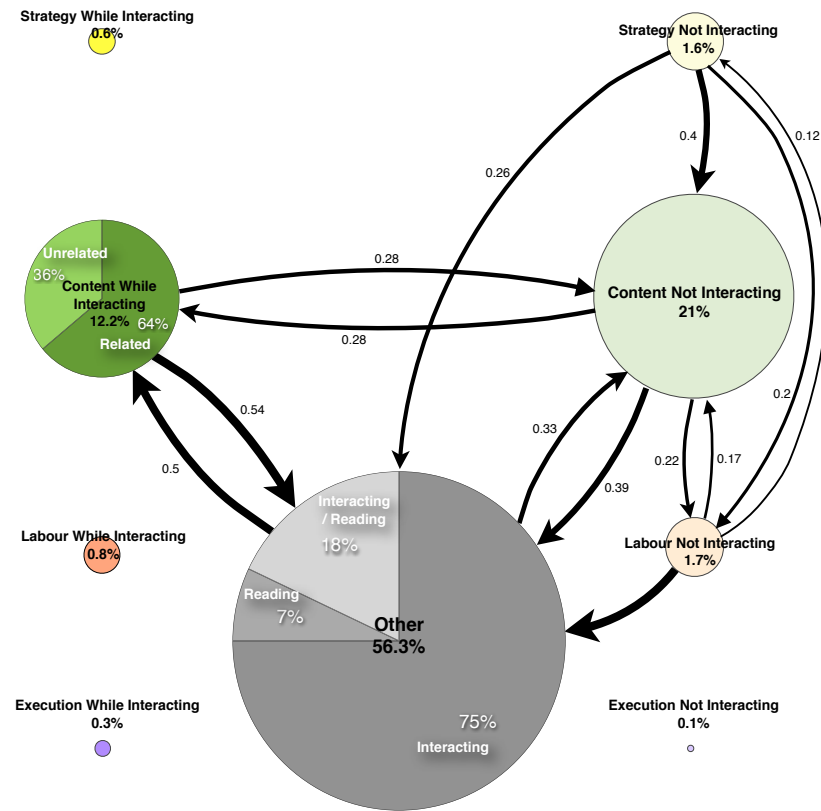 Strategy While Interacting
0.6%
Strategy Not Interacting
1.6%
0.4
0.12
0.26
Unrelated
36%
Content While
Interacting
12.2%
64%
Related
0.28
0.28
Content Not Interacting
21%
0.2
0.54
0.5
0.33
0.39
0.22
0.17
Interacting
/ Reading
18%
Labour While Interacting
0.8%
Labour Not Interacting
1.7%
Reading
7%
Other
56.3%
75%
Interacting
Execution While Interacting
0.3%
Execution Not Interacting
0.1%